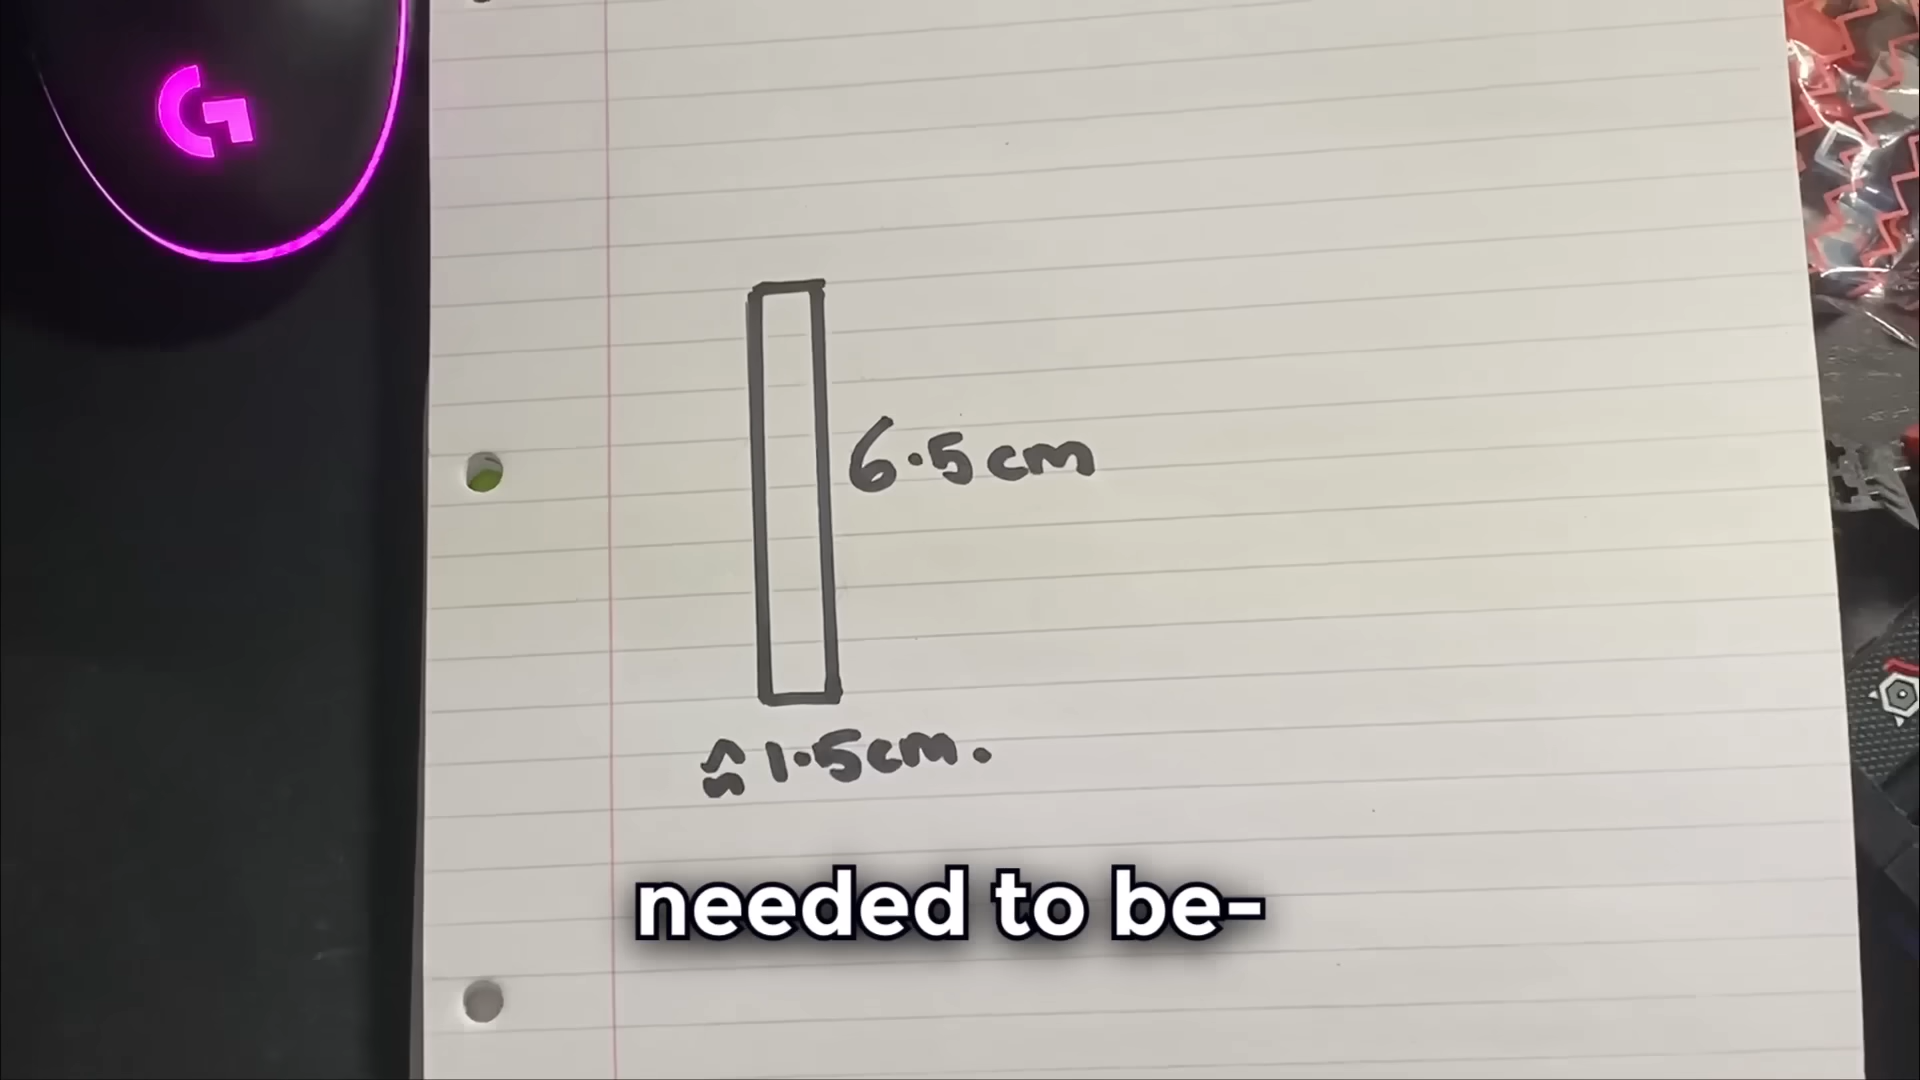 G
6.5cm
≈ 1.5cm.
needed to be-